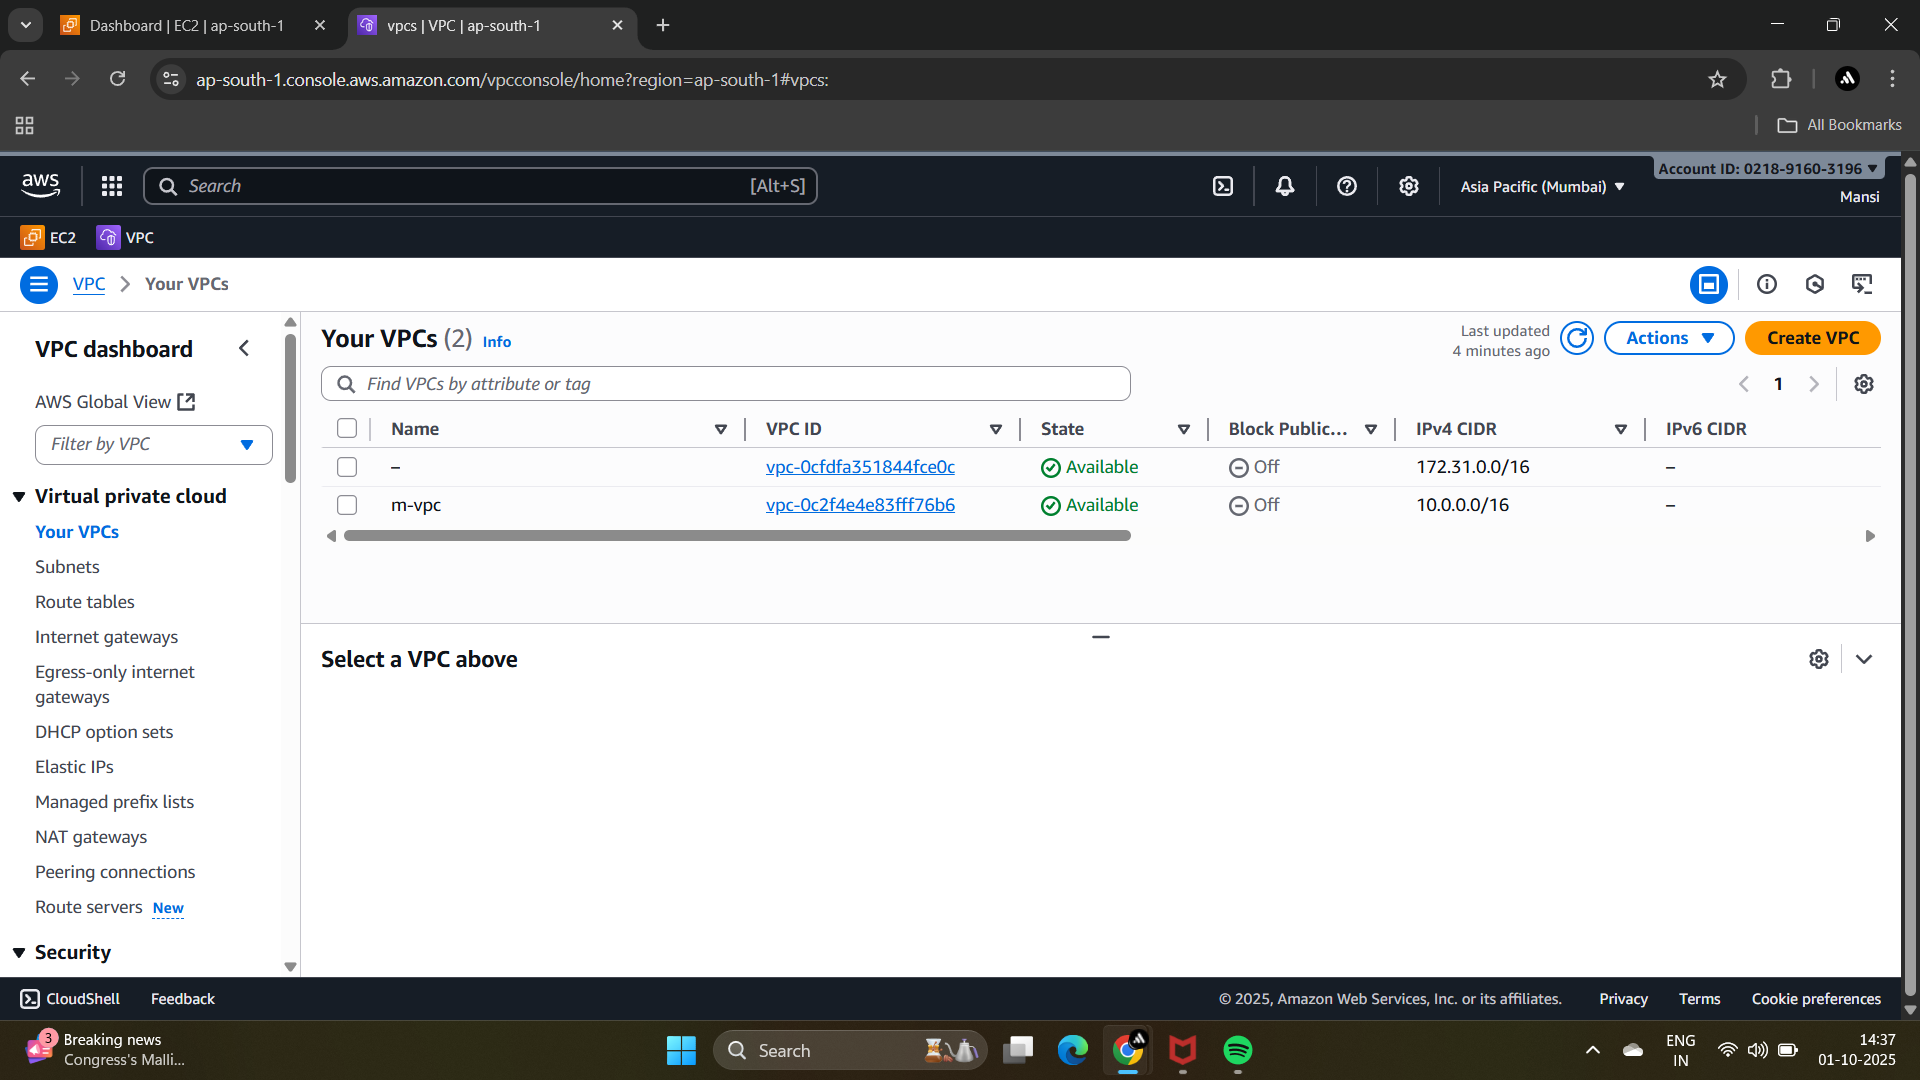 Dashboard | EC2 | ap-south-1
vpcs | VPC | ap-south-1
ap-south-1.console.aws.amazon.com/vpcconsole/home?region=ap-south-1#vpcs:
All Bookmarks
aws
Search
[Alt+S]
Asia Pacific (Mumbai)
Account ID: 0218-9160-3196
Mansi
EC2
VPC
VPC
Your VPCs
VPC dashboard
AWS Global View
Filter by VPC
Virtual private cloud
Your VPCs
Subnets
Route tables
Internet gateways
Egress-only internet
gateways
DHCP option sets
Elastic IPs
Managed prefix lists
NAT gateways
Peering connections
Route servers New
Security
Your VPCs (2) Info
Last updated
4 minutes ago
Actions
Create VPC
Find VPCs by attribute or tag
1
Name VPC ID State Block Public... IPv4 CIDR IPv6 CIDR
– vpc-0cfdfa351844fce0c Available Off 172.31.0.0/16 –
m-vpc vpc-0c2f4e4e83fff76b6 Available Off 10.0.0.0/16 –
Select a VPC above
CloudShell
Feedback
© 2025, Amazon Web Services, Inc. or its affiliates.
Privacy
Terms
Cookie preferences
3
Breaking news
Congress's Malli...
Search
ENG
IN
14:37
01-10-2025